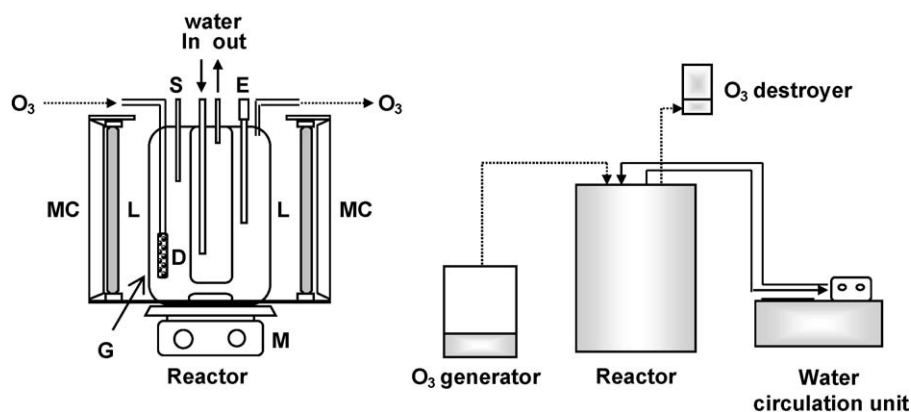 water
In out
S
E
O₃
O₃
MC
L
L
MC
D
G
M
Reactor
O₃ destroyer
O₃ generator
Reactor
Water
circulation unit